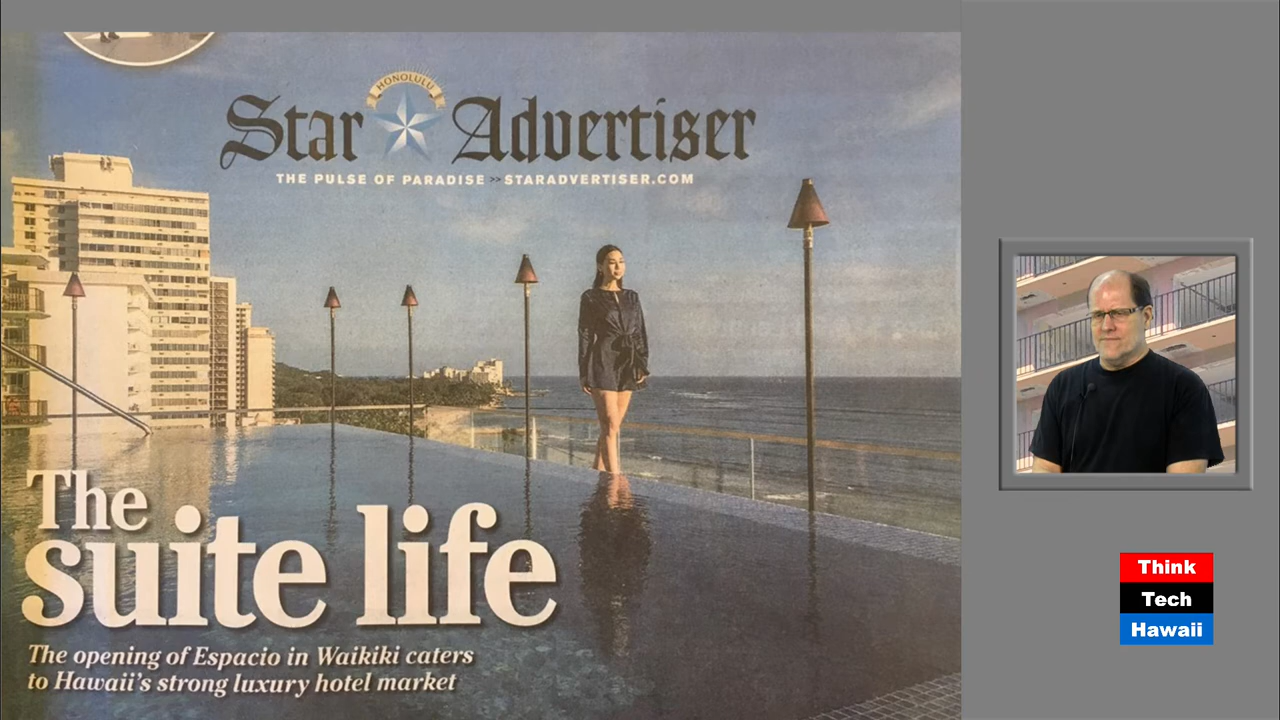 HONOLULU
Star Advertiser
THE PULSE OF PARADISE >> STARADVERTISER.COM
The
suite life
The opening of Espacio in Waikiki caters
to Hawaii's strong luxury hotel market
Think
Tech
Hawaii